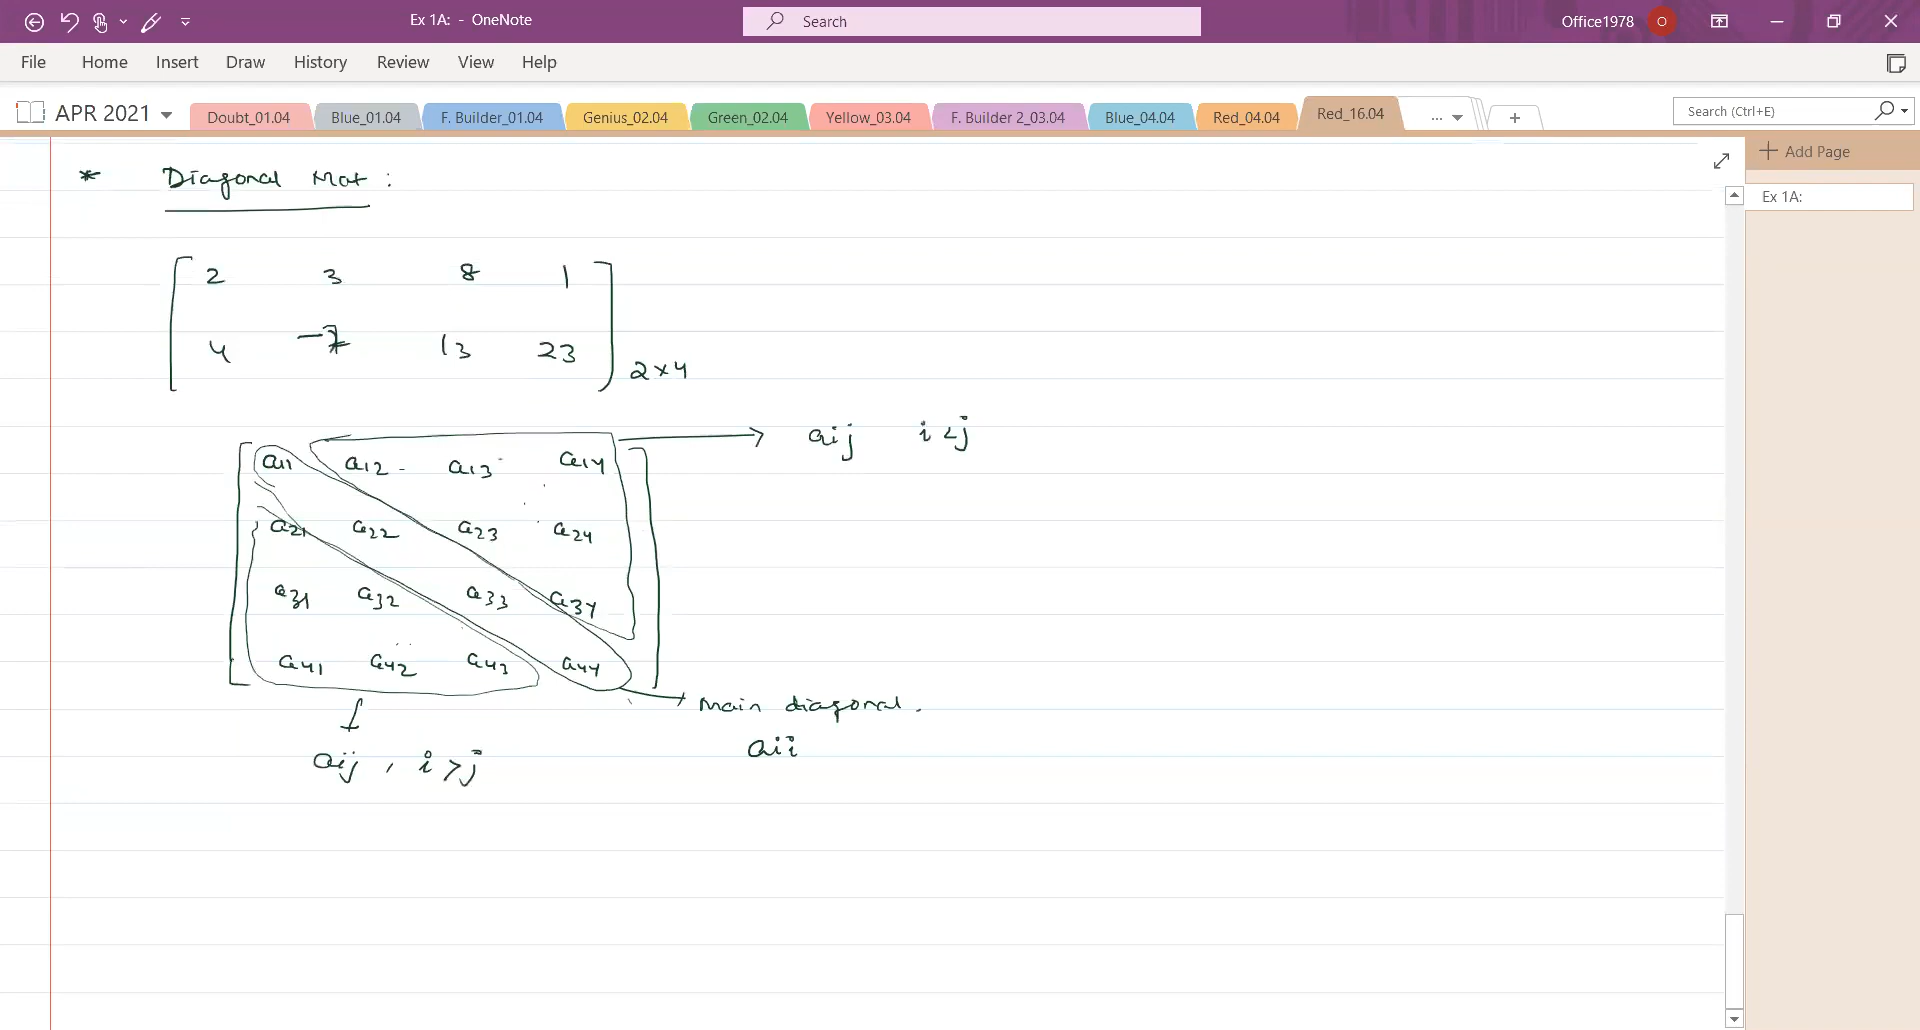 Ex 1A: - OneNote
Search
Office1978
O
File Home Insert Draw History Review View Help
APR 2021
Doubt_01.04
Blue_01.04
F. Builder_01.04
Genius_02.04
Green_02.04
Yellow_03.04
F. Builder 2_03.04
Blue_04.04
Red_04.04
Red_16.04
...
+
Search (Ctrl+E)
+ Add Page
Ex 1A:
* Diagonal Mat :
2 3 8 1
4 -7 13 23
2×4
aij i<j
a11 a12 a13 a14
a21 a22 a23 a24
a31 a32 a33 a34
a41 a42 a43 a44
Main diagonal.
aii
aij , i>j